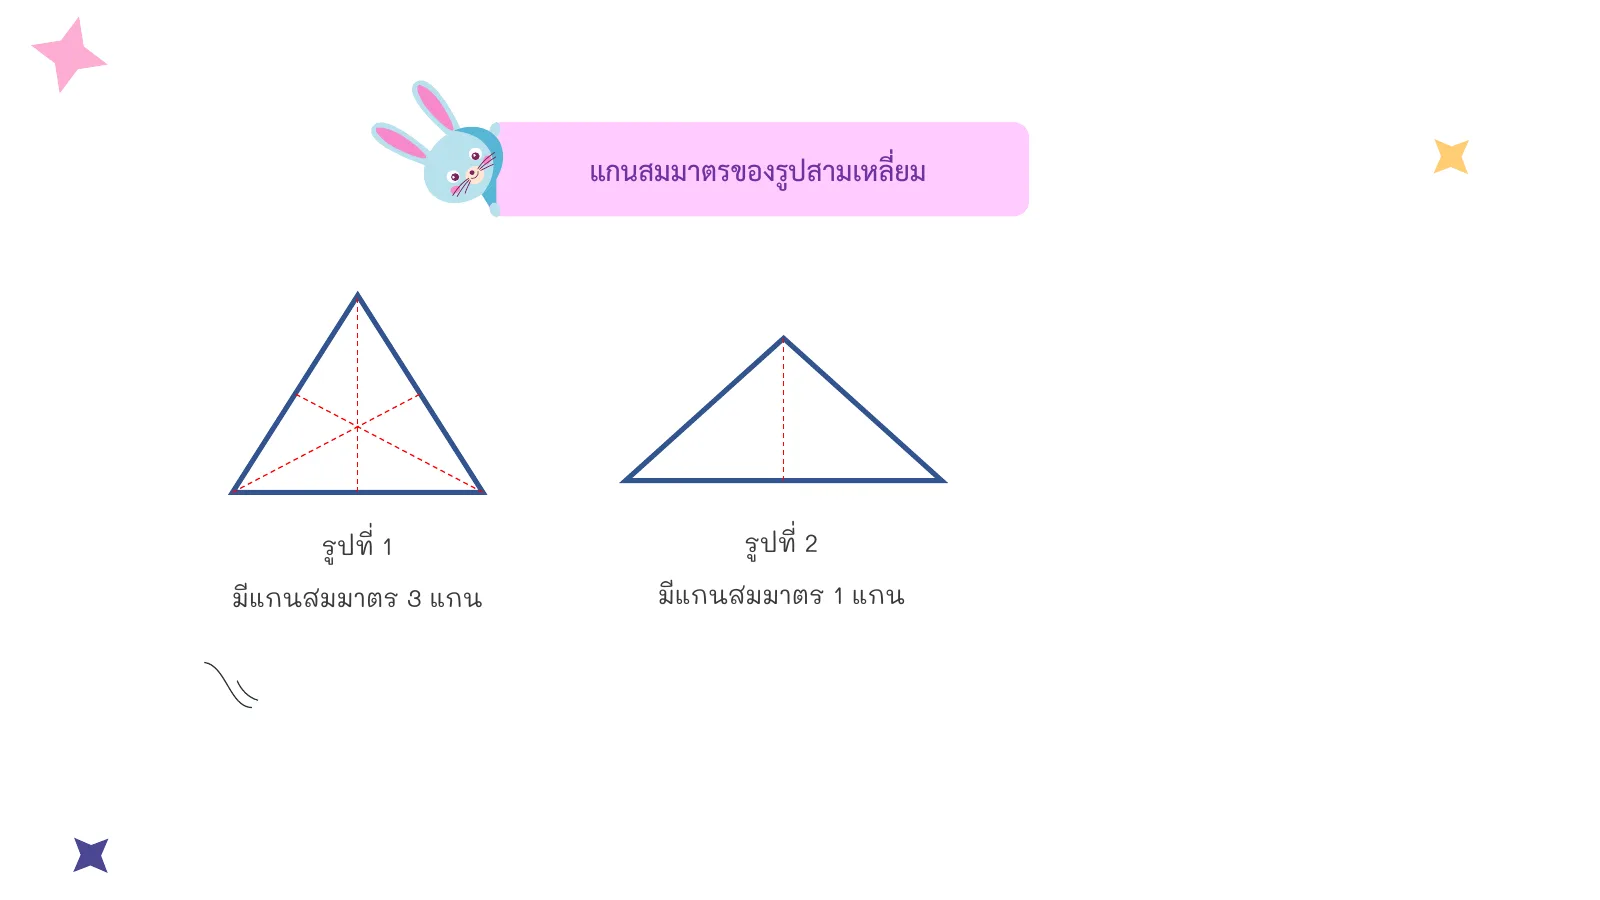 แกนสมมาตรของรูปสามเหลี่ยม
รูปที่ 1
มีแกนสมมาตร 3 แกน
รูปที่ 2
มีแกนสมมาตร 1 แกน